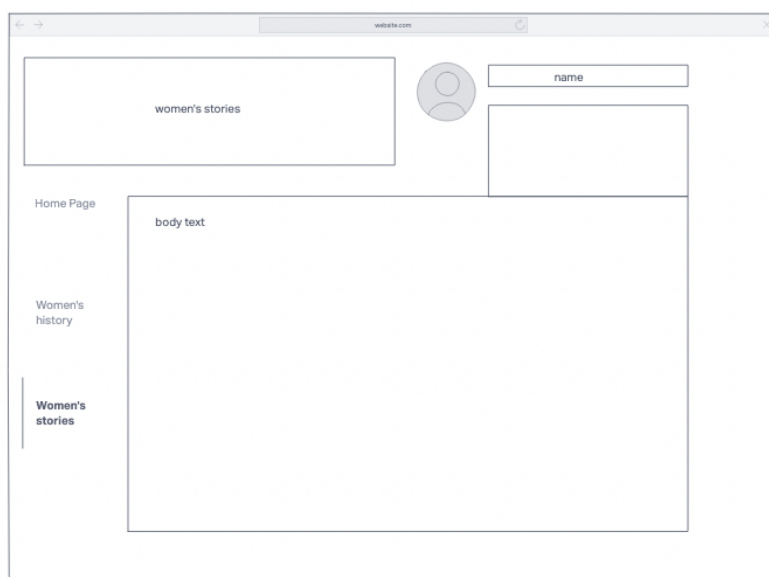 website.com
women's stories
name
Home Page
body text
Women's
history
Women's
stories